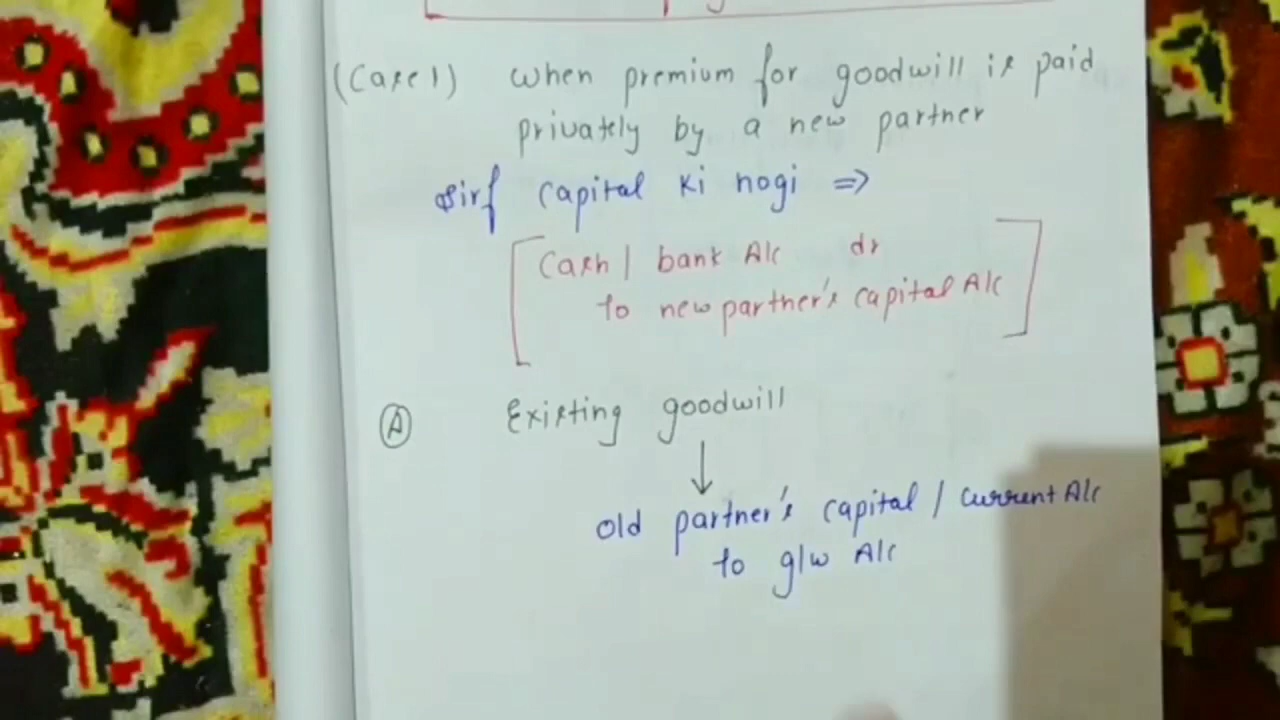 (Case 1) when premium for goodwill is paid
privately by a new partner
sirf capital ki hogi ⇒
Cash / bank A/c dr
to new partner's capital A/c
(A) Existing goodwill
↓
old partner's capital / current A/c
to g/w A/c